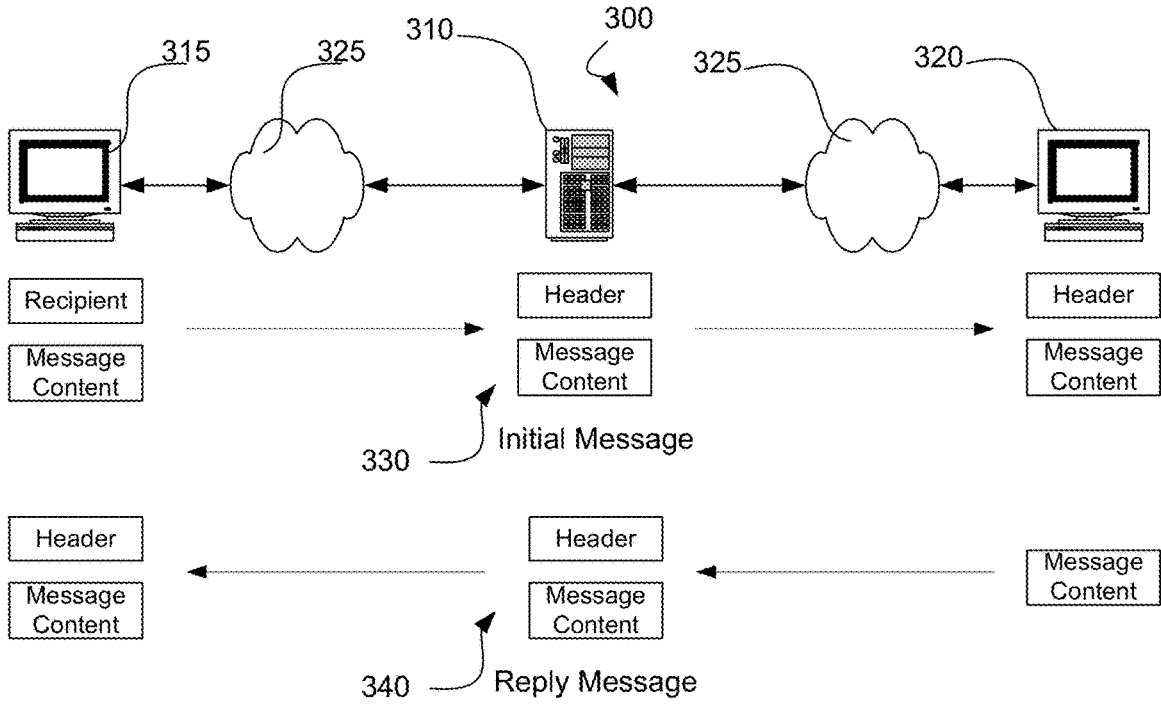 300
315
325
310
325
320
Recipient
Header
Header
Message
Content
Message
Content
Message
Content
Initial Message
330
Header
Header
Message
Content
Message
Content
Message
Content
Reply Message
340